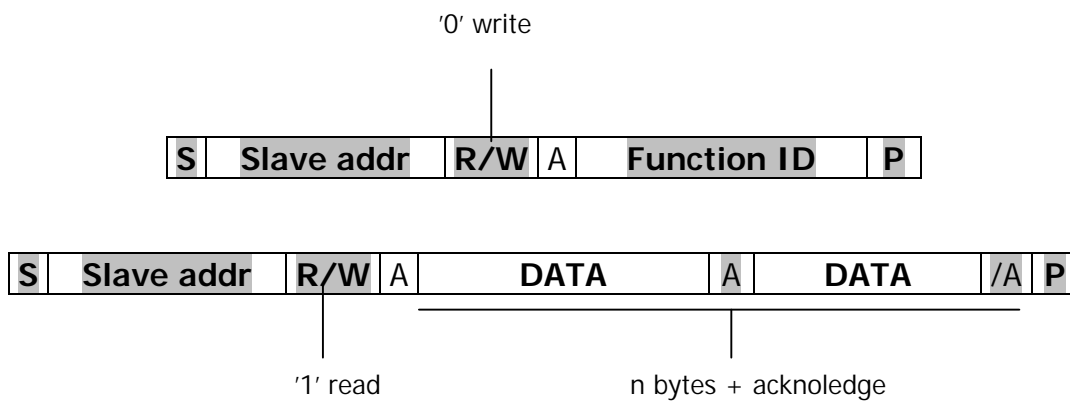 '0' write
S Slave addr R/W A Function ID P
S Slave addr R/W A DATA A DATA /A P
'1' read n bytes + acknoledge